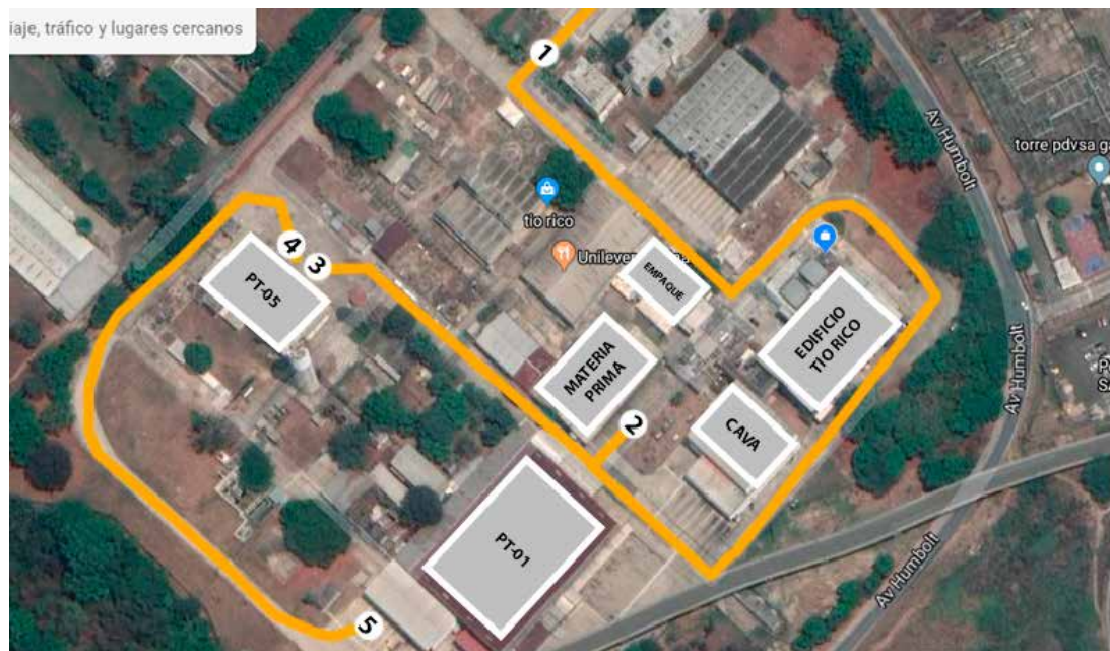 iaje, tráfico y lugares cercanos
1
Av Humbolt
torre pdvsa ga
tio rico
Unilever
4
3
PT-05
EMPAQUE
MATERIA
PRIMA
EDIFICIO
TIO RICO
Av Humbolt
2
CAVA
PT-01
Av Humbolt
5